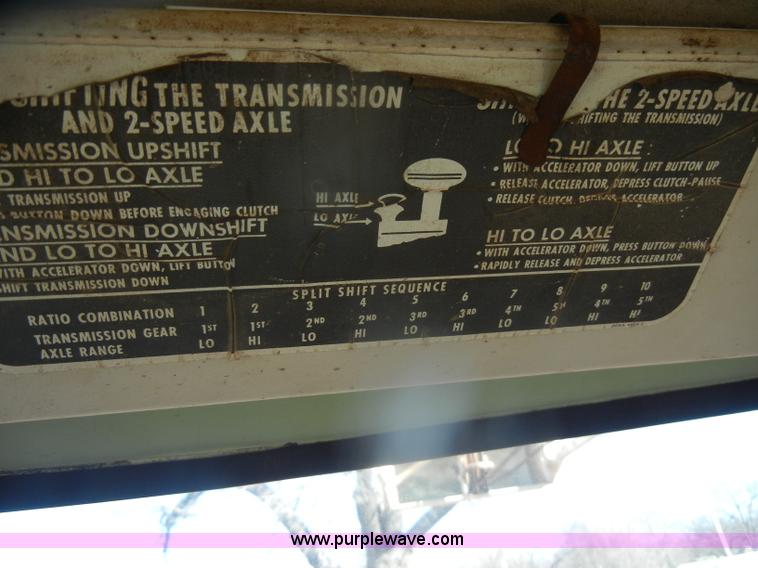 SHIFTING THE TRANSMISSION
AND 2-SPEED AXLE
SMISSION UPSHIFT
D HI TO LO AXLE
TRANSMISSION UP
BUTTON DOWN BEFORE ENGAGING CLUTCH
NSMISSION DOWNSHIFT
ND LO TO HI AXLE
WITH ACCELERATOR DOWN, LIFT BUTTON
SHIFT TRANSMISSION DOWN
HI AXLE
LO AXLE
HE 2-SPEED AXLE
IFTING THE TRANSMISSION)
LO TO HI AXLE
• WITH ACCELERATOR DOWN, LIFT BUTTON UP
• RELEASE ACCELERATOR, DEPRESS CLUTCH-PAUSE
• RELEASE CLUTCH, DEPRESS ACCELERATOR
HI TO LO AXLE
• WITH ACCELERATOR DOWN, PRESS BUTTON DOWN
• RAPIDLY RELEASE AND DEPRESS ACCELERATOR
SPLIT SHIFT SEQUENCE
RATIO COMBINATION 1 2 3 4 5 6 7 8 9 10
TRANSMISSION GEAR 1ST 1ST 2ND 2ND 3RD 3RD 4TH 5TH 4TH 5TH
AXLE RANGE LO HI LO HI LO HI LO LO HI HI
www.purplewave.com